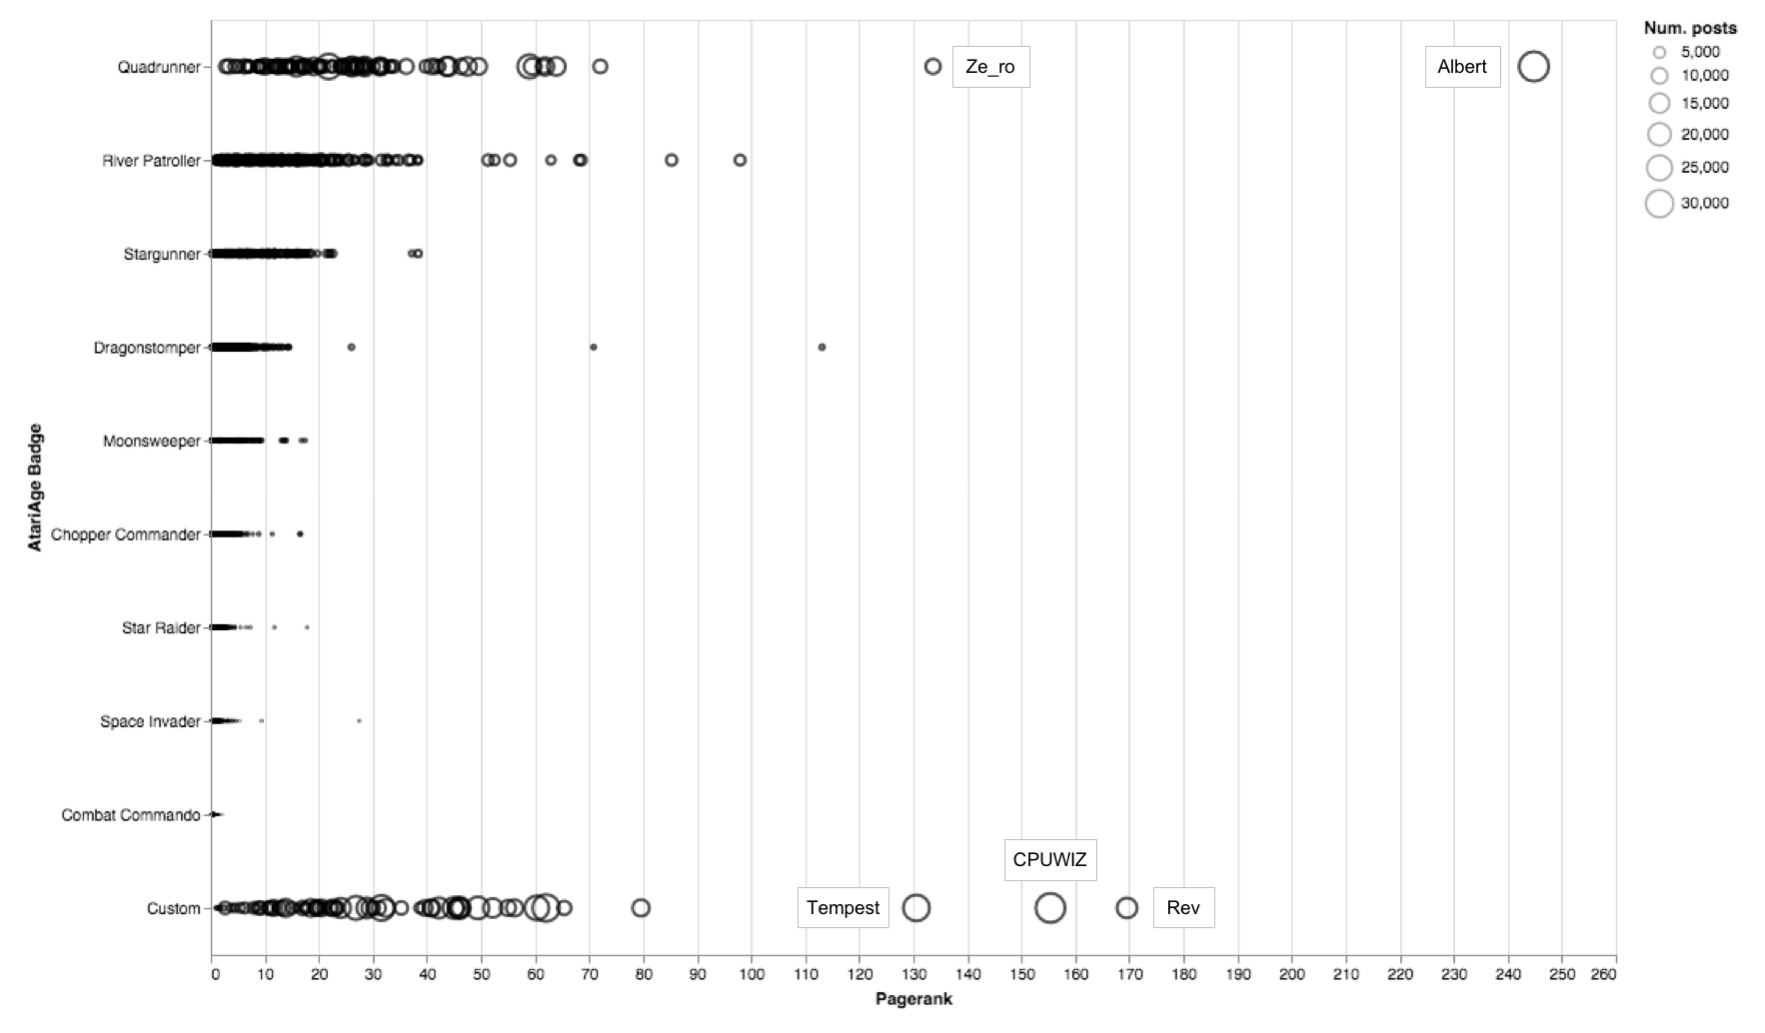 Num. posts
5,000
10,000
15,000
20,000
25,000
30,000
Quadrunner
Ze_ro
Albert
River Patroller
Stargunner
Dragonstomper
Moonsweeper
Chopper Commander
Star Raider
Space Invader
Combat Commando
Custom
CPUWIZ
Tempest
Rev
AtariAge Badge
0 10 20 30 40 50 60 70 80 90 100 110 120 130 140 150 160 170 180 190 200 210 220 230 240 250 260
Pagerank